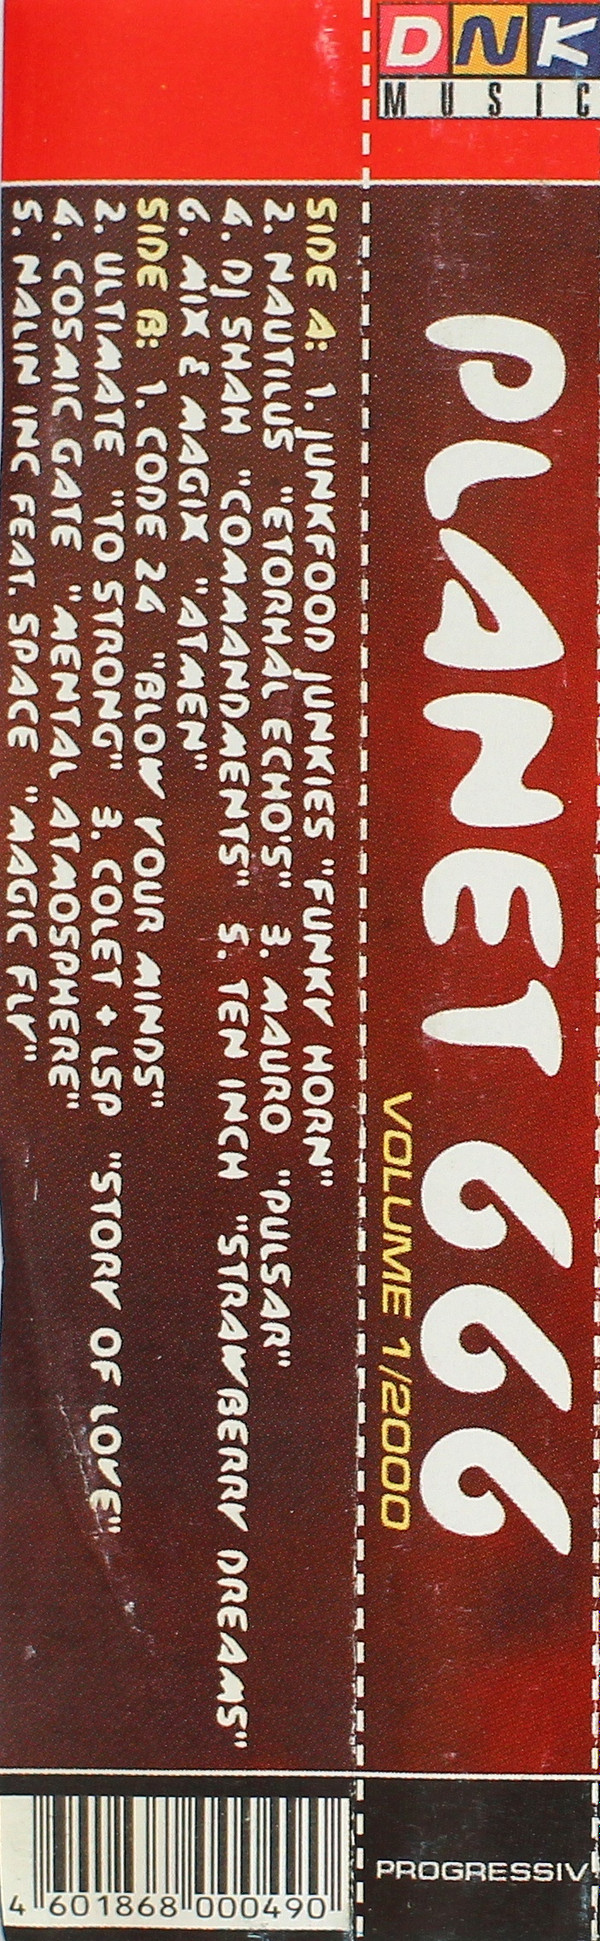 DNK
MUSIC
PLANET 666
VOLUME 1/2000
SIDE A: 1. JUNKFOOD JUNKIES "FUNKY HORN"
2. NAUTILUS "ETORHAL ECHO'S" 3. MAURO "PULSAR"
4. DJ SHAH "COMMANDMENTS" 5. TEN INCH "STRAWBERRY DREAMS"
6. MIX & MAGIX "ATMEN"
SIDE B: 1. CODE 24 "BLOW YOUR MINDS"
2. ULTIMATE "TO STRONG" 3. COLET + LSP "STORY OF LOVE"
4. COSMIC GATE "MENTAL ATMOSPHERE"
5. NALIN INC FEAT. SPACE "MAGIC FLY"
PROGRESSIV
4 601868 000490